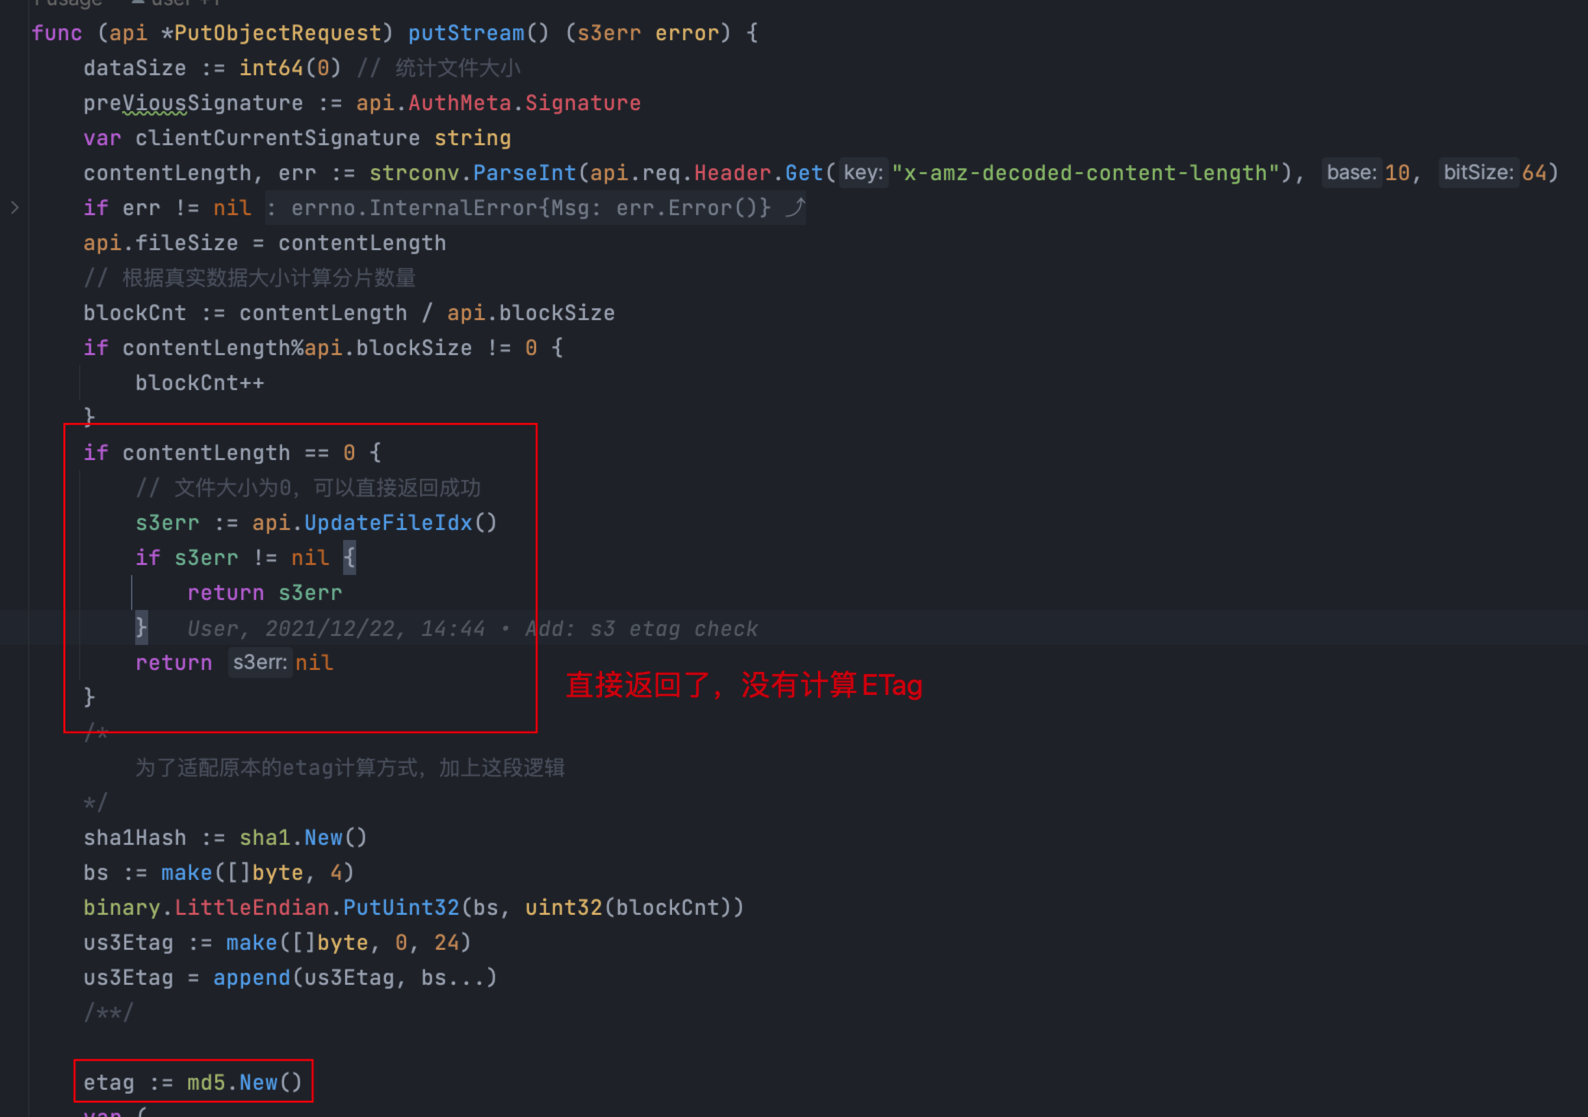 func (api *PutObjectRequest) putStream() (s3err error) {
dataSize := int64(0) // 统计文件大小
preViousSignature := api.AuthMeta.Signature
var clientCurrentSignature string
contentLength, err := strconv.ParseInt(api.req.Header.Get( key: "x-amz-decoded-content-length"), base: 10, bitSize: 64)
if err != nil : errno.InternalError{Msg: err.Error()} ⤴
api.fileSize = contentLength
// 根据真实数据大小计算分片数量
blockCnt := contentLength / api.blockSize
if contentLength%api.blockSize != 0 {
blockCnt++
}
if contentLength == 0 {
// 文件大小为0，可以直接返回成功
s3err := api.UpdateFileIdx()
if s3err != nil {
return s3err
} User, 2021/12/22, 14:44 • Add: s3 etag check
return s3err: nil
直接返回了，没有计算ETag
}
/*
为了适配原本的etag计算方式，加上这段逻辑
*/
sha1Hash := sha1.New()
bs := make([]byte, 4)
binary.LittleEndian.PutUint32(bs, uint32(blockCnt))
us3Etag := make([]byte, 0, 24)
us3Etag = append(us3Etag, bs...)
/**/
etag := md5.New()
var (